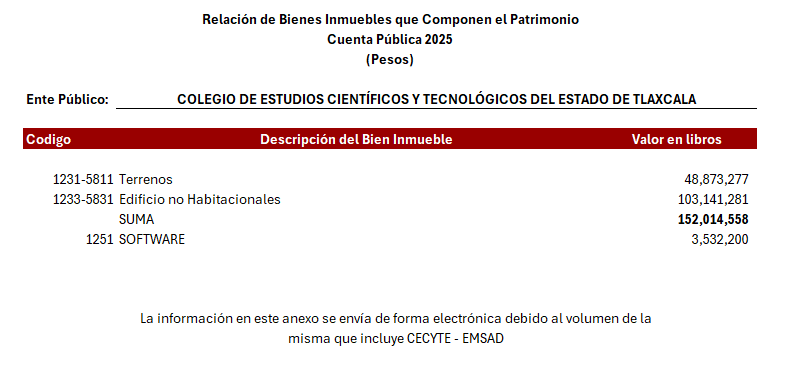 Relación de Bienes Inmuebles que Componen el Patrimonio
Cuenta Pública 2025
(Pesos)
Ente Público: COLEGIO DE ESTUDIOS CIENTÍFICOS Y TECNOLÓGICOS DEL ESTADO DE TLAXCALA
Codigo Descripción del Bien Inmueble Valor en libros
1231-5811 Terrenos 48,873,277
1233-5831 Edificio no Habitacionales 103,141,281
SUMA 152,014,558
1251 SOFTWARE 3,532,200
La información en este anexo se envía de forma electrónica debido al volumen de la
misma que incluye CECYTE - EMSAD